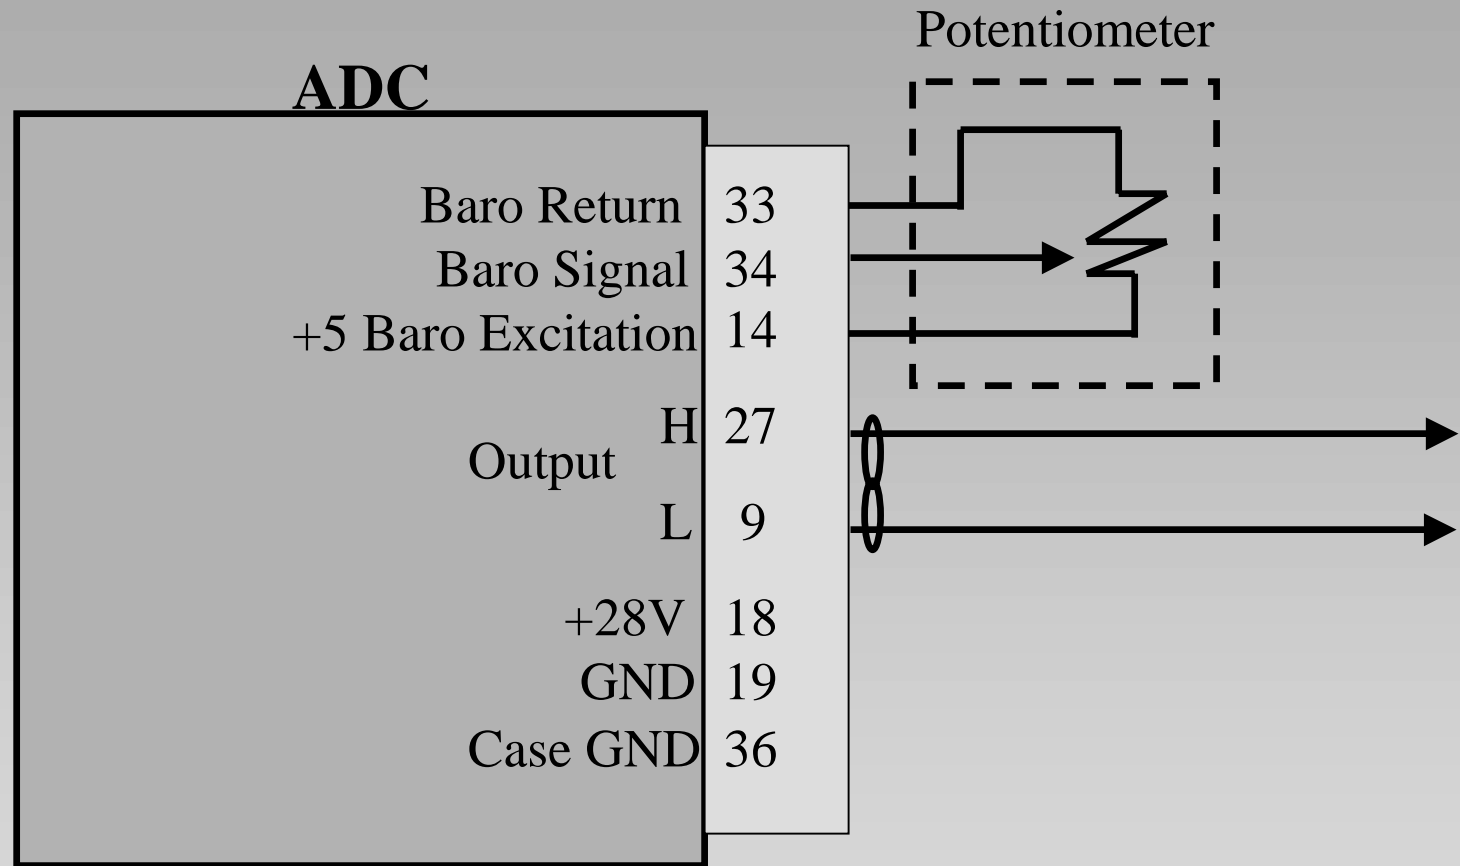 Potentiometer
ADC
Baro Return 33
Baro Signal 34
+5 Baro Excitation 14
H 27
Output
L 9
+28V 18
GND 19
Case GND 36